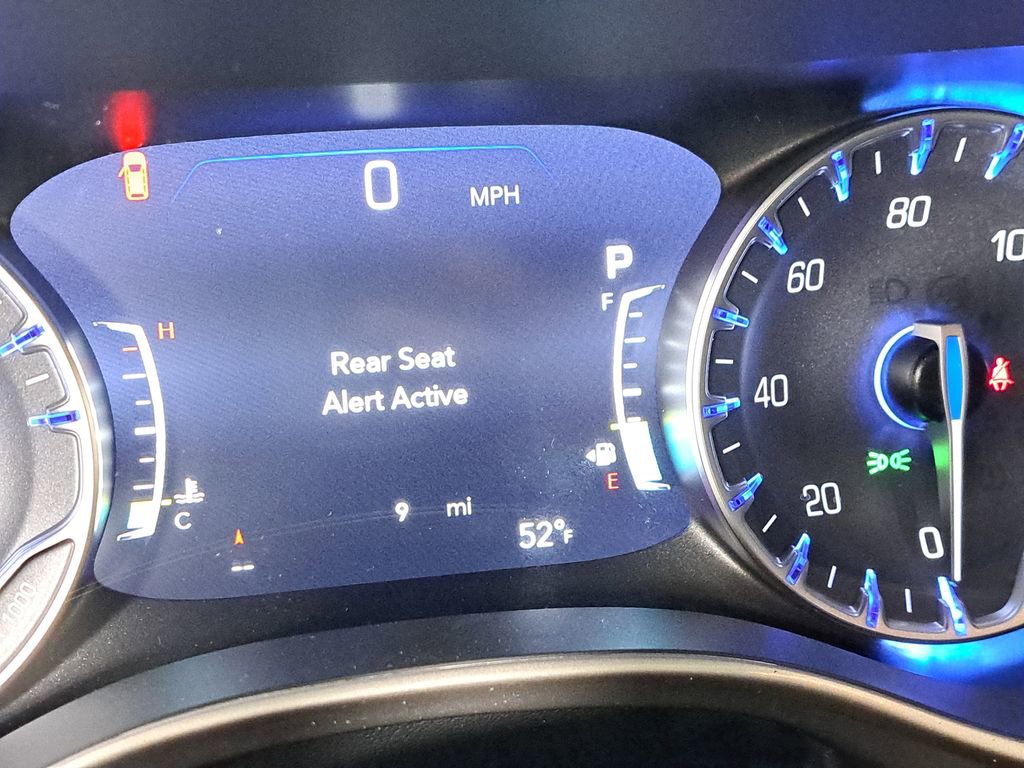 0 MPH
P
F
H
Rear Seat
Alert Active
E
C
9 mi
52°F
0
20
40
60
80